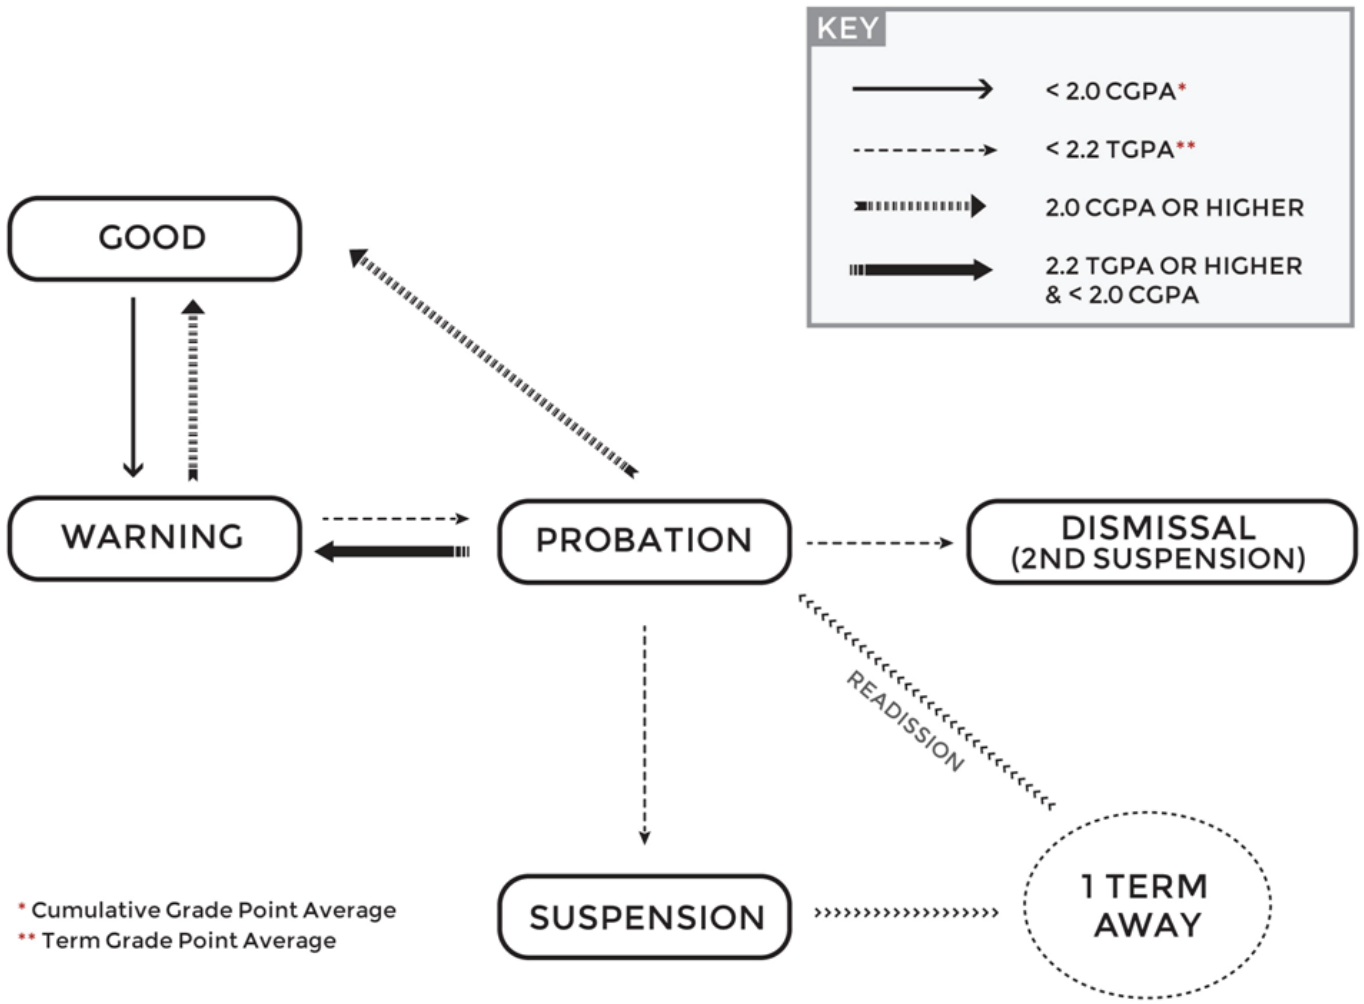 KEY
< 2.0 CGPA*
< 2.2 TGPA**
2.0 CGPA OR HIGHER
2.2 TGPA OR HIGHER
& < 2.0 CGPA
GOOD
WARNING
PROBATION
DISMISSAL
(2ND SUSPENSION)
READISSION
SUSPENSION
1 TERM
AWAY
* Cumulative Grade Point Average
** Term Grade Point Average